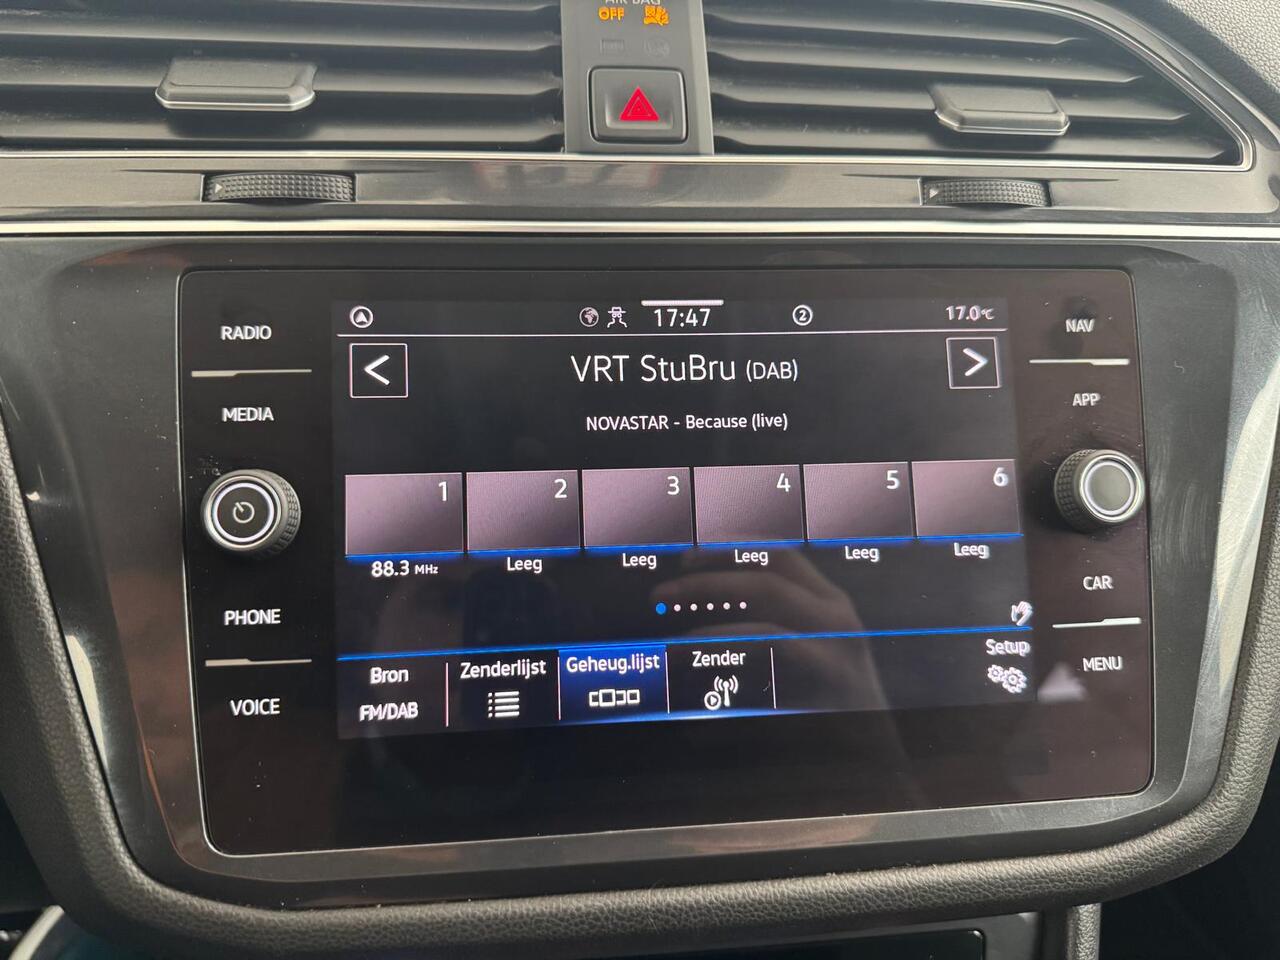 AIR BAG
OFF
RADIO
MEDIA
PHONE
VOICE
17:47
2
17.0°C
<
VRT StuBru (DAB)
>
NOVASTAR - Because (live)
1
2
3
4
5
6
88.3 MHz
Leeg
Leeg
Leeg
Leeg
Leeg
Bron
FM/DAB
Zenderlijst
Geheug.lijst
Zender
Setup
NAV
APP
CAR
MENU